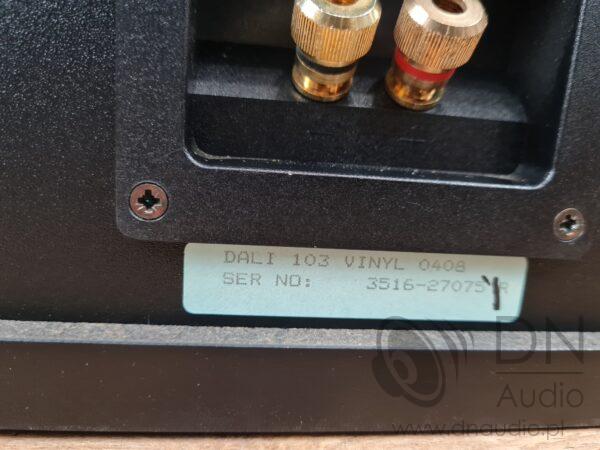 DALI 103 VINYL 0408
SER NO: 3516-27075 R
DN
Audio
www.dnaudio.pl